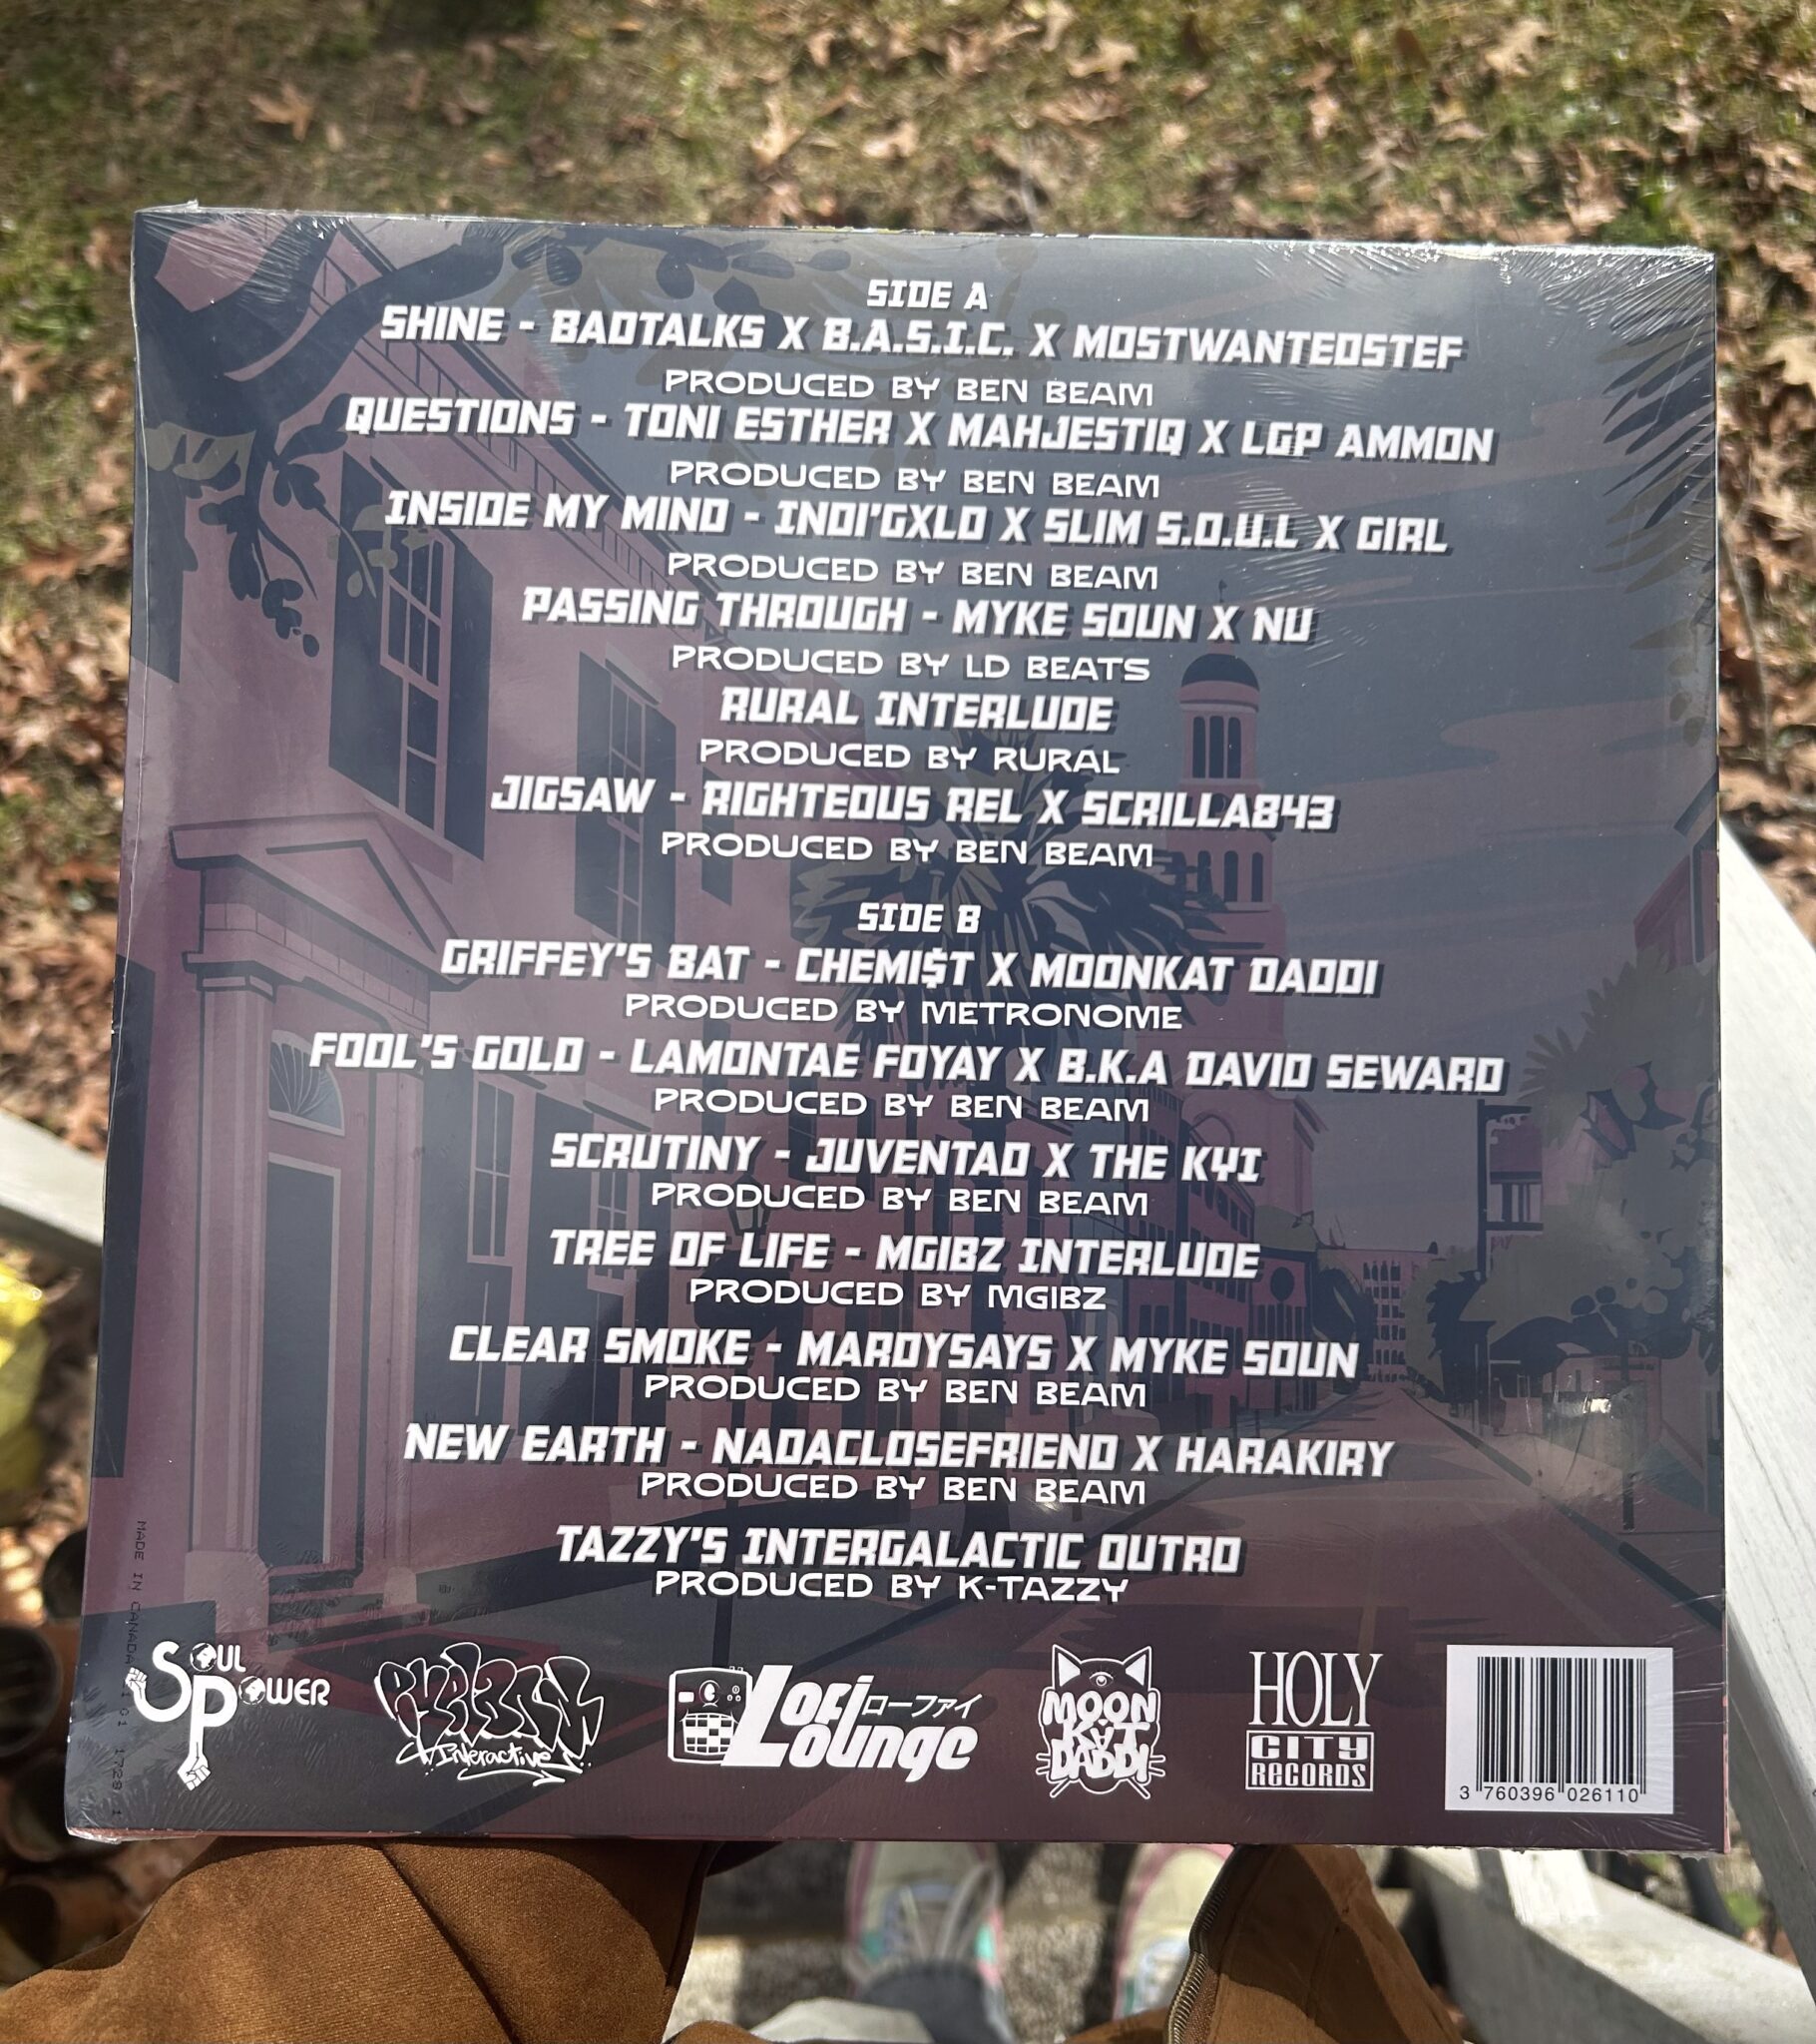 SIDE A
SHINE - BADTALKS X B.A.S.I.C. X MOSTWANTEDSTEF
PRODUCED BY BEN BEAM
QUESTIONS - TONI ESTHER X MAHJESTIQ X LGP AMMON
PRODUCED BY BEN BEAM
INSIDE MY MIND - INDI'GXLD X SLIM S.O.U.L X GIRL
PRODUCED BY BEN BEAM
PASSING THROUGH - MYKE SOUN X NU
PRODUCED BY LD BEATS
RURAL INTERLUDE
PRODUCED BY RURAL
JIGSAW - RIGHTEOUS REL X SCRILLA843
PRODUCED BY BEN BEAM
SIDE B
GRIFFEY'S BAT - CHEMI$T X MOONKAT DADDI
PRODUCED BY METRONOME
FOOL'S GOLD - LAMONTAE FOYAY X B.K.A DAVID SEWARD
PRODUCED BY BEN BEAM
SCRUTINY - JUVENTAD X THE KYI
PRODUCED BY BEN BEAM
TREE OF LIFE - MGIBZ INTERLUDE
PRODUCED BY MGIBZ
CLEAR SMOKE - MARDYSAYS X MYKE SOUN
PRODUCED BY BEN BEAM
NEW EARTH - NADACLOSEFRIEND X HARAKIRY
PRODUCED BY BEN BEAM
TAZZY'S INTERGALACTIC OUTRO
PRODUCED BY K-TAZZY
MADE IN CANADA
SOUL
POWER
Interactive
LOFI ローファイ
LOUNGE
MOON
KAT
DADDI
HOLY
CITY
RECORDS
3 760396 026110